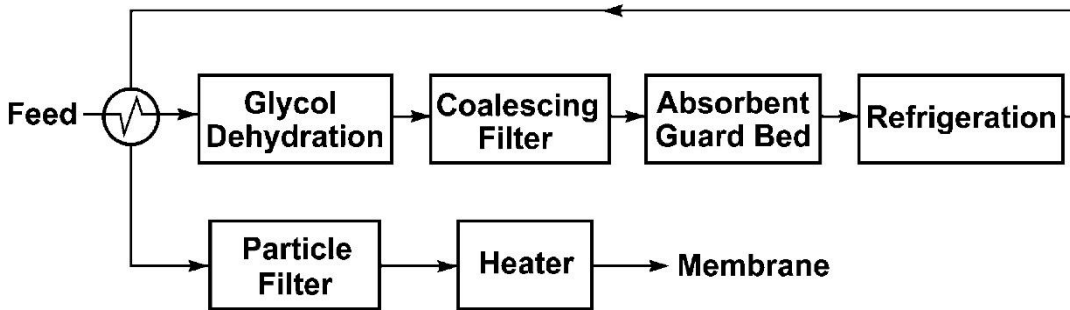 Feed
Glycol
Dehydration
Coalescing
Filter
Absorbent
Guard Bed
Refrigeration
Particle
Filter
Heater
Membrane